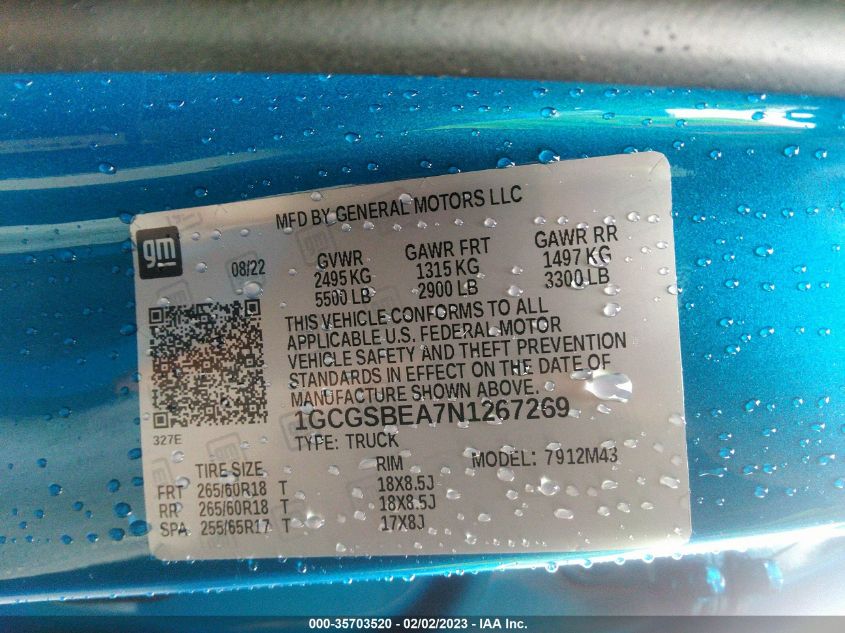 MFD BY GENERAL MOTORS LLC
gm
08/22
GVWR GAWR FRT GAWR RR
2495 KG 1315 KG 1497 KG
5500 LB 2900 LB 3300 LB
THIS VEHICLE CONFORMS TO ALL
APPLICABLE U.S. FEDERAL MOTOR
VEHICLE SAFETY AND THEFT PREVENTION
STANDARDS IN EFFECT ON THE DATE OF
MANUFACTURE SHOWN ABOVE.
1GCGSBEA7N1267269
327E
TYPE: TRUCK
MODEL: 7912M43
TIRE SIZE RIM
FRT 265/60R18 T 18X8.5J
RR 265/60R18 T 18X8.5J
SPA 255/65R17 T 17X8J
000-35703520 - 02/02/2023 - IAA Inc.